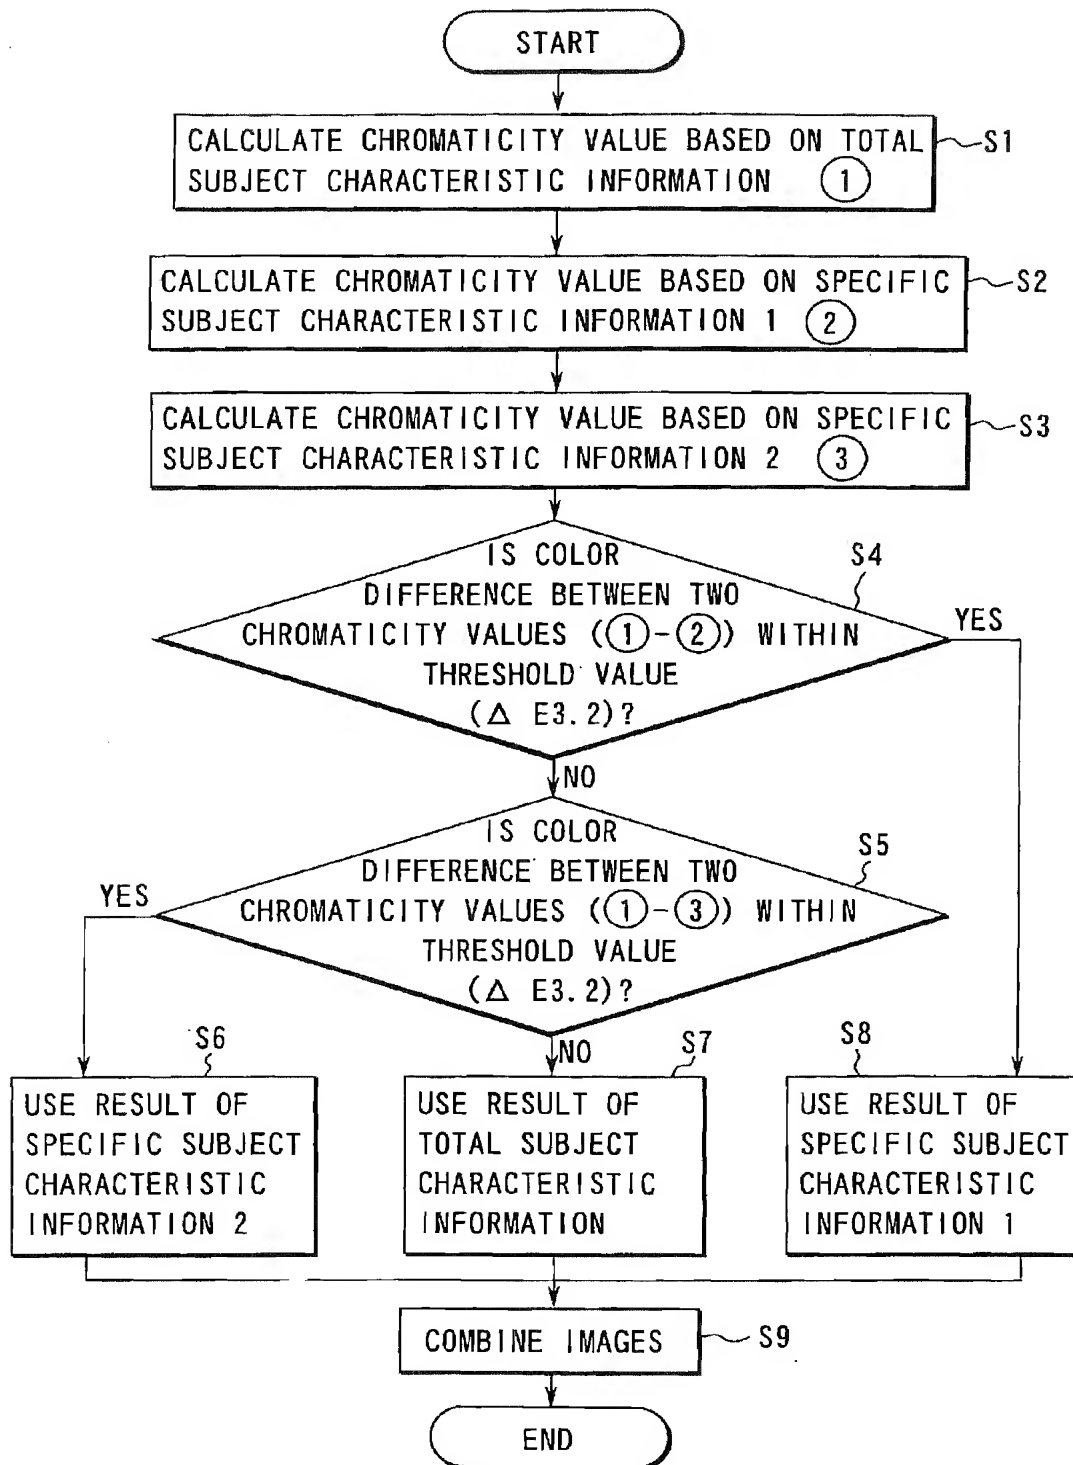 START
CALCULATE CHROMATICITY VALUE BASED ON TOTAL
SUBJECT CHARACTERISTIC INFORMATION ①
S1
CALCULATE CHROMATICITY VALUE BASED ON SPECIFIC
SUBJECT CHARACTERISTIC INFORMATION 1 ②
S2
CALCULATE CHROMATICITY VALUE BASED ON SPECIFIC
SUBJECT CHARACTERISTIC INFORMATION 2 ③
S3
IS COLOR
DIFFERENCE BETWEEN TWO
CHROMATICITY VALUES (①-②) WITHIN
THRESHOLD VALUE
(Δ E3.2)?
S4
YES
NO
IS COLOR
DIFFERENCE BETWEEN TWO
CHROMATICITY VALUES (①-③) WITHIN
THRESHOLD VALUE
(Δ E3.2)?
S5
YES
NO
S6
USE RESULT OF
SPECIFIC SUBJECT
CHARACTERISTIC
INFORMATION 2
S7
USE RESULT OF
TOTAL SUBJECT
CHARACTERISTIC
INFORMATION
S8
USE RESULT OF
SPECIFIC SUBJECT
CHARACTERISTIC
INFORMATION 1
COMBINE IMAGES
S9
END